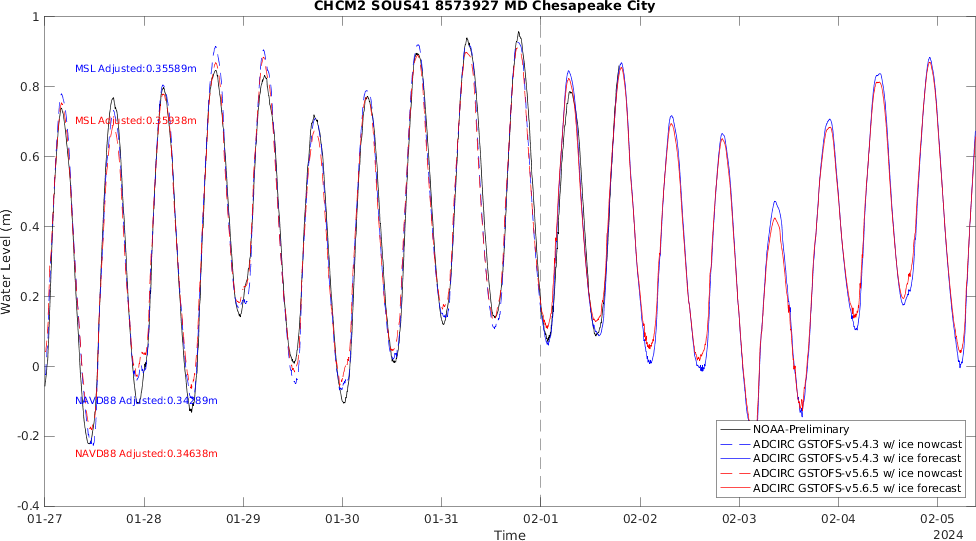 CHCM2 SOUS41 8573927 MD Chesapeake City
Water Level (m)
1
0.8
0.6
0.4
0.2
0
-0.2
-0.4
MSL Adjusted:0.35589m
MSL Adjusted:0.35938m
NAVD88 Adjusted:0.34289m
NAVD88 Adjusted:0.34638m
NOAA-Preliminary
ADCIRC GSTOFS-v5.4.3 w/ ice nowcast
ADCIRC GSTOFS-v5.4.3 w/ ice forecast
ADCIRC GSTOFS-v5.6.5 w/ ice nowcast
ADCIRC GSTOFS-v5.6.5 w/ ice forecast
01-27 01-28 01-29 01-30 01-31 02-01 02-02 02-03 02-04 02-05
Time
2024